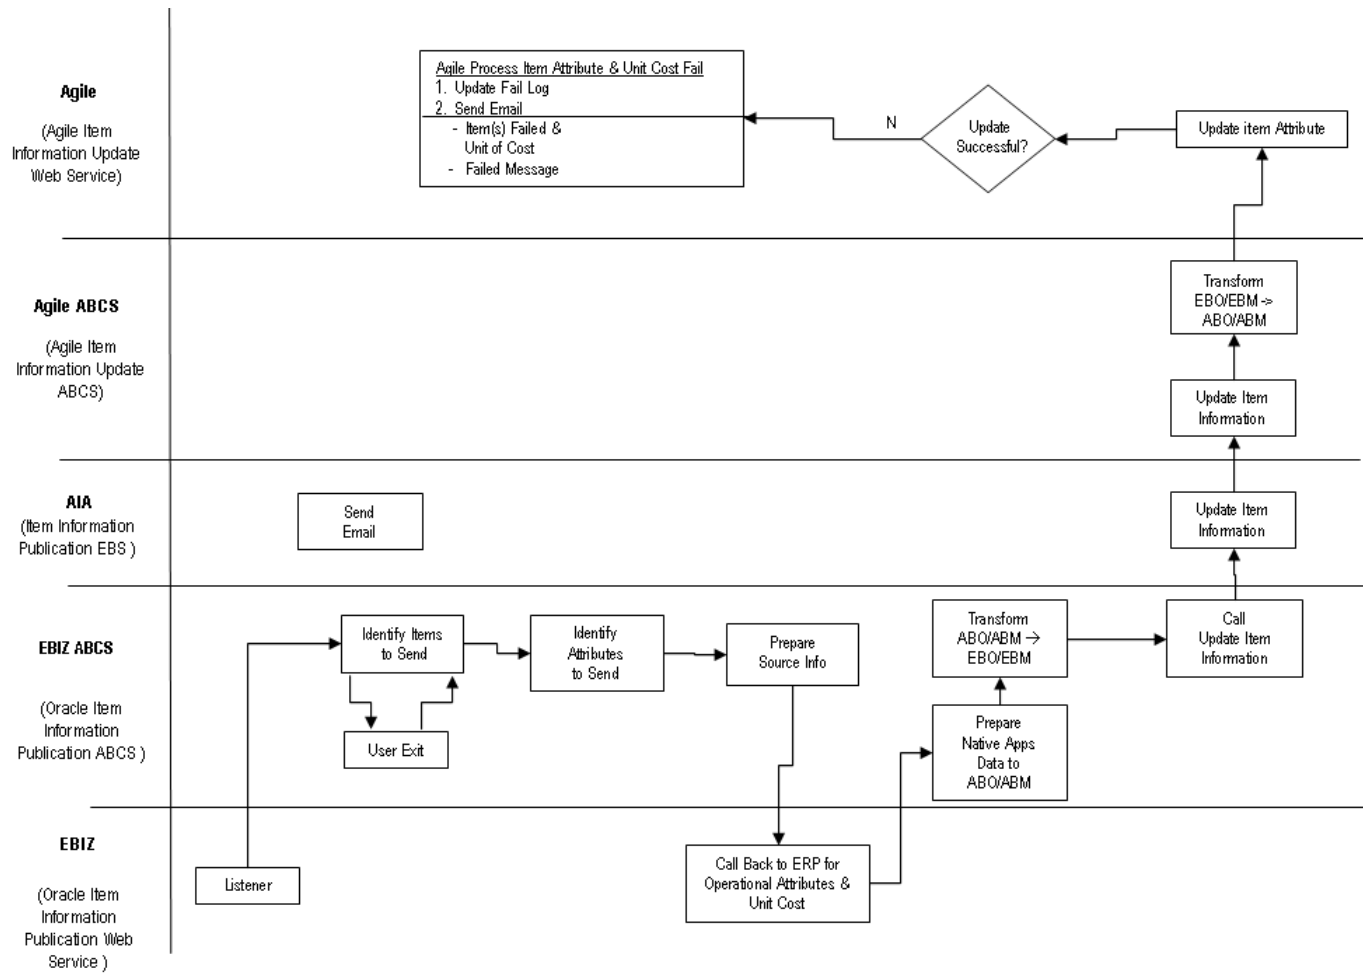 Agile
(Agile Item
Information Update
Web Service)
Agile Process Item Attribute & Unit Cost Fail
1. Update Fail Log
2. Send Email
- Item(s) Failed &
Unit of Cost
- Failed Message
N
Update
Successful?
Update item Attribute
Agile ABCS
(Agile Item
Information Update
ABCS)
Transform
EBO/EBM ->
ABO/ABM
Update Item
Information
AIA
(Item Information
Publication EBS )
Send
Email
Update Item
Information
EBIZ ABCS
(Oracle Item
Information
Publication ABCS )
Identify Items
to Send
User Exit
Identify
Attributes
to Send
Prepare
Source Info
Transform
ABO/ABM →
EBO/EBM
Prepare
Native Apps
Data to
ABO/ABM
Call
Update Item
Information
EBIZ
(Oracle Item
Information
Publication Web
Service )
Listener
Call Back to ERP for
Operational Attributes &
Unit Cost